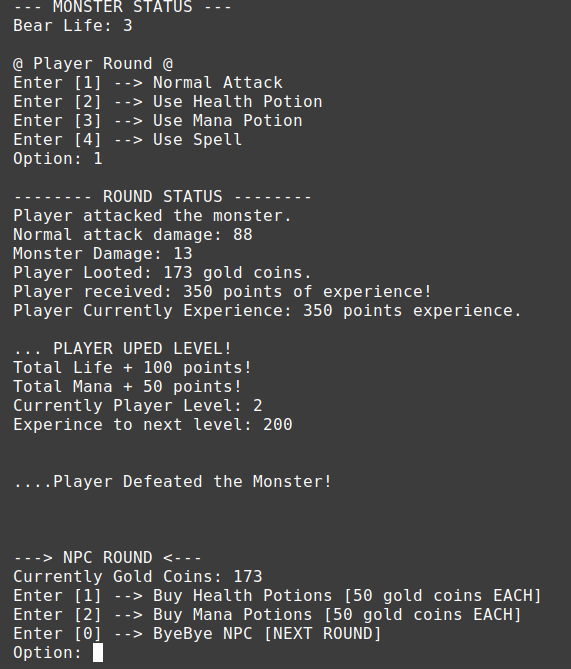 --- MONSTER STATUS ---
Bear Life: 3
@ Player Round @
Enter [1] --> Normal Attack
Enter [2] --> Use Health Potion
Enter [3] --> Use Mana Potion
Enter [4] --> Use Spell
Option: 1
-------- ROUND STATUS --------
Player attacked the monster.
Normal attack damage: 88
Monster Damage: 13
Player Looted: 173 gold coins.
Player received: 350 points of experience!
Player Currently Experience: 350 points experience.
... PLAYER UPED LEVEL!
Total Life + 100 points!
Total Mana + 50 points!
Currently Player Level: 2
Experince to next level: 200
....Player Defeated the Monster!
---> NPC ROUND <---
Currently Gold Coins: 173
Enter [1] --> Buy Health Potions [50 gold coins EACH]
Enter [2] --> Buy Mana Potions [50 gold coins EACH]
Enter [0] --> ByeBye NPC [NEXT ROUND]
Option: